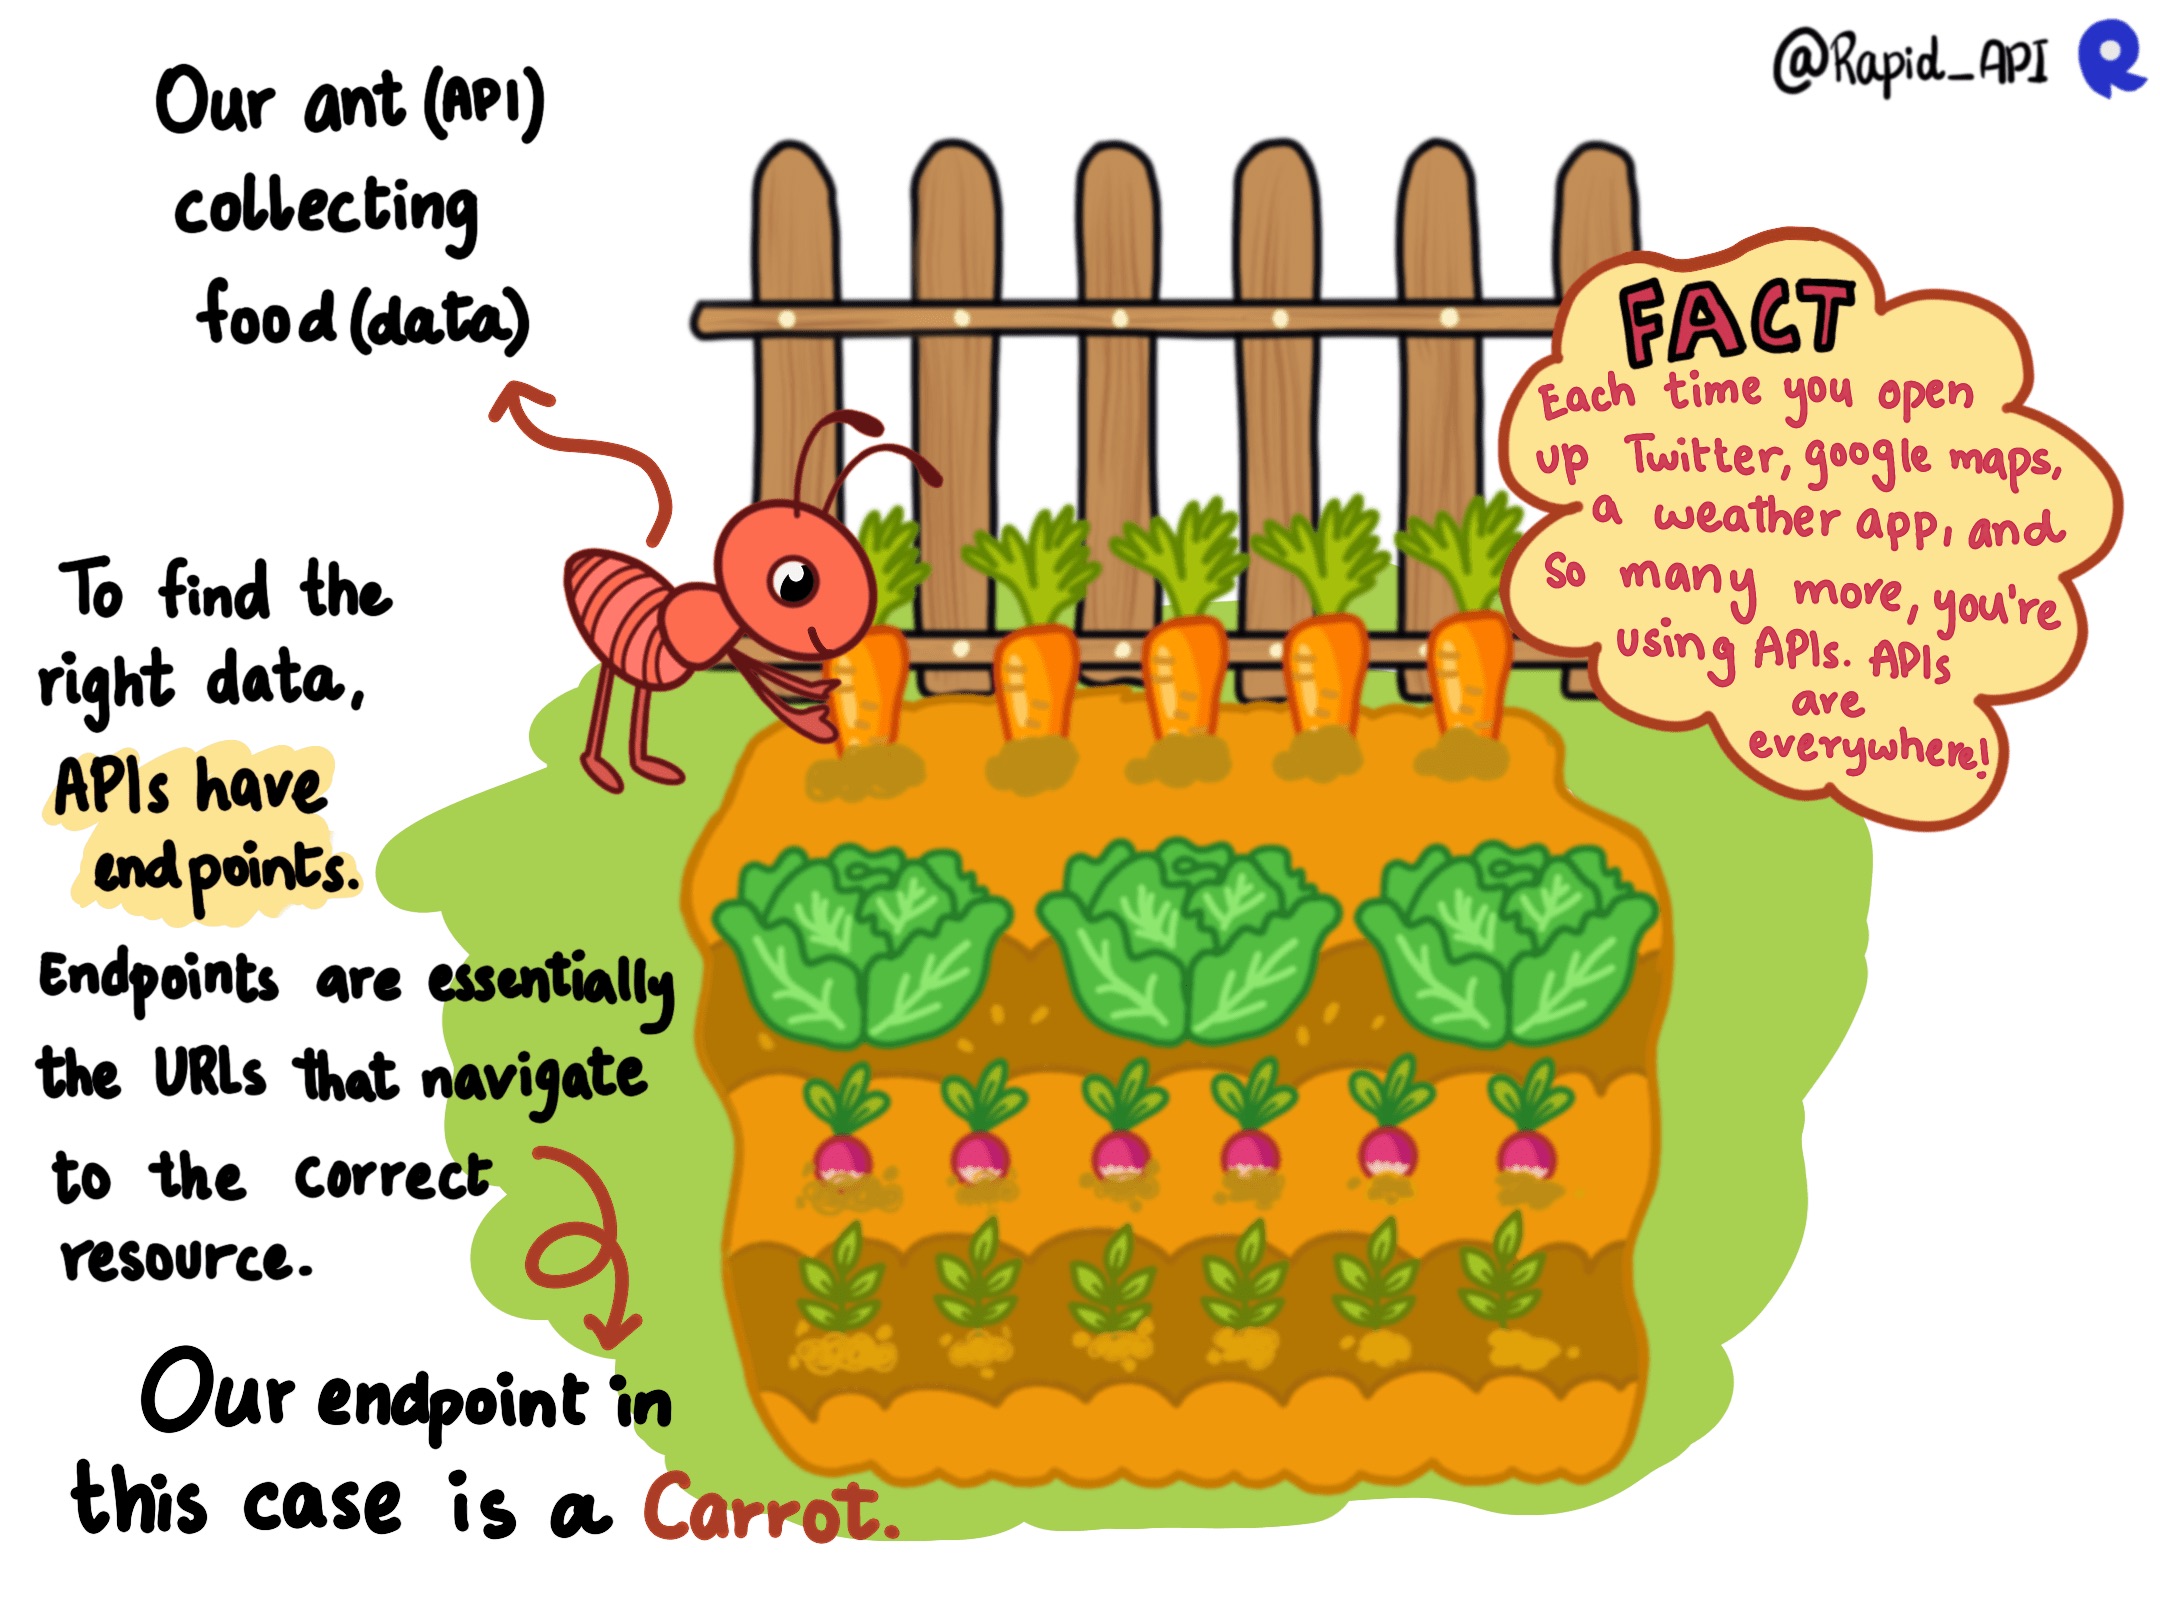 @Rapid_API
Our ant (API)
collecting
food (data)
To find the
right data,
APIs have
endpoints.
Endpoints are essentially
the URLs that navigate
to the correct
resource.
Our endpoint in
this case is a Carrot.
FACT
Each time you open
up Twitter, google maps,
a weather app, and
so many more, you're
using APIs. APIs
are
everywhere!